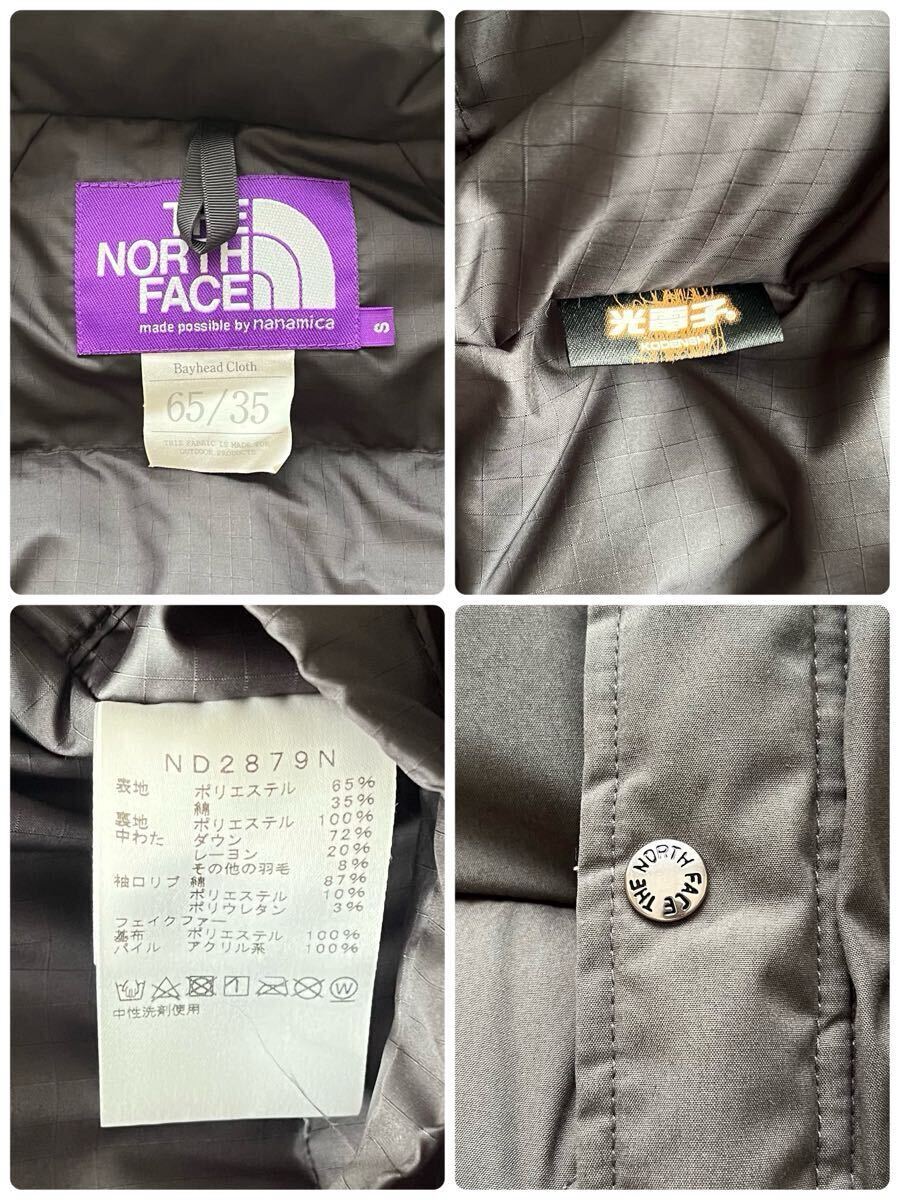 THE
NORTH
FACE
made possible by nanamica
S
Bayhead Cloth
65/35
THIS FABRIC IS MADE FOR
OUTDOOR PRODUCTS
光電子®
KODENSHI
ND2879N
表地 ポリエステル 65%
綿 35%
裏地 ポリエステル 100%
中わた ダウン 72%
レーヨン 20%
その他の羽毛 8%
袖口リブ 綿 87%
ポリエステル 10%
ポリウレタン 3%
フェイクファー
基布 ポリエステル 100%
パイル アクリル系 100%
1 W
中性洗剤使用
THE NORTH FACE